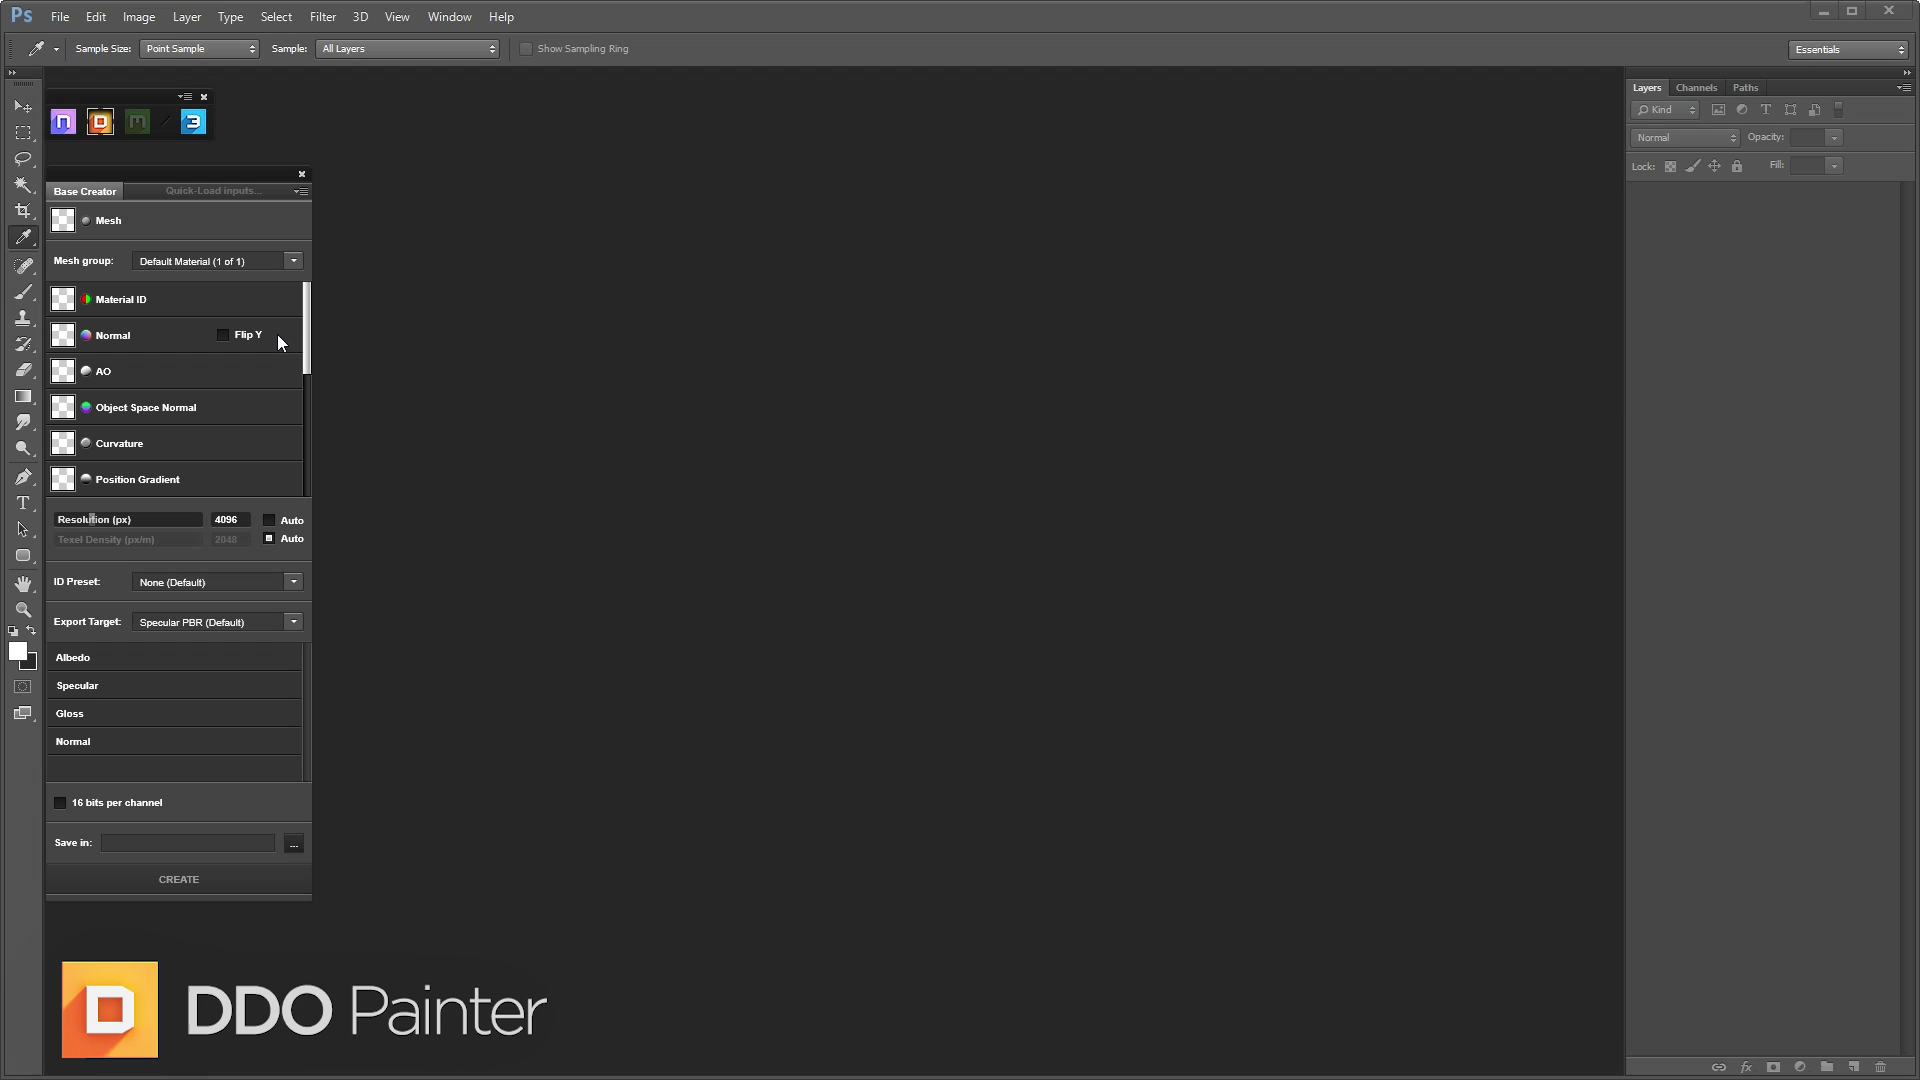 Ps File Edit Image Layer Type Select Filter 3D View Window Help
Sample Size: Point Sample Sample: All Layers Show Sampling Ring Essentials
Layers Channels Paths
Kind
Normal Opacity:
Lock: Fill:
Base Creator Quick-Load inputs...
Mesh
Mesh group: Default Material (1 of 1)
Material ID
Normal Flip Y
AO
Object Space Normal
Curvature
Position Gradient
Resolution (px) 4096 Auto
Texel Density (px/m) 2048 Auto
ID Preset: None (Default)
Export Target: Specular PBR (Default)
Albedo
Specular
Gloss
Normal
16 bits per channel
Save in: ...
CREATE
DDO Painter